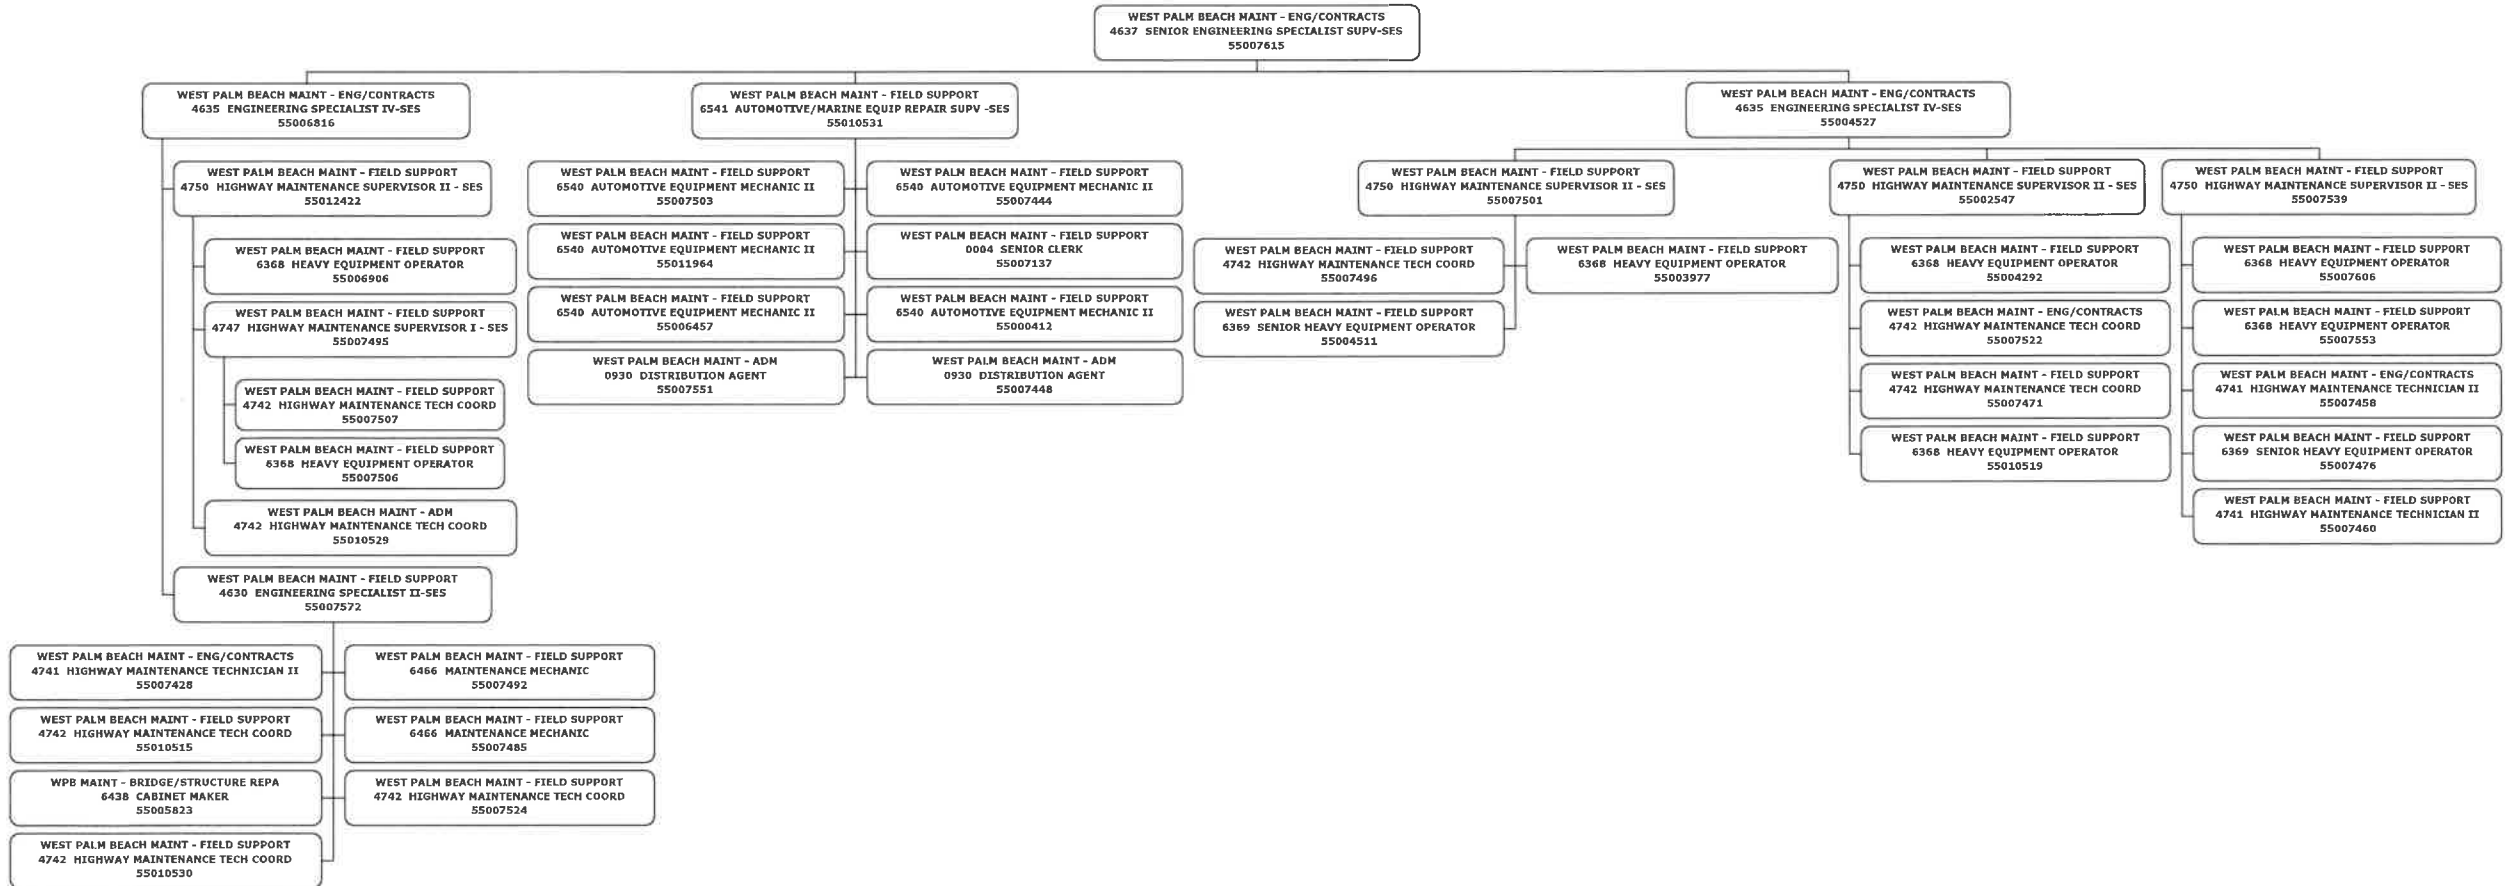 WEST PALM BEACH MAINT - ENG/CONTRACTS
4637 SENIOR ENGINEERING SPECIALIST SUPV-SES
55007615
WEST PALM BEACH MAINT - ENG/CONTRACTS
4635 ENGINEERING SPECIALIST IV-SES
55006816
WEST PALM BEACH MAINT - FIELD SUPPORT
4750 HIGHWAY MAINTENANCE SUPERVISOR II - SES
55012422
WEST PALM BEACH MAINT - FIELD SUPPORT
6368 HEAVY EQUIPMENT OPERATOR
55006906
WEST PALM BEACH MAINT - FIELD SUPPORT
4747 HIGHWAY MAINTENANCE SUPERVISOR I - SES
55007495
WEST PALM BEACH MAINT - FIELD SUPPORT
4742 HIGHWAY MAINTENANCE TECH COORD
55007507
WEST PALM BEACH MAINT - FIELD SUPPORT
6368 HEAVY EQUIPMENT OPERATOR
55007506
WEST PALM BEACH MAINT - ADM
4742 HIGHWAY MAINTENANCE TECH COORD
55010529
WEST PALM BEACH MAINT - FIELD SUPPORT
4630 ENGINEERING SPECIALIST II-SES
55007572
WEST PALM BEACH MAINT - ENG/CONTRACTS
4741 HIGHWAY MAINTENANCE TECHNICIAN II
55007428
WEST PALM BEACH MAINT - FIELD SUPPORT
6466 MAINTENANCE MECHANIC
55007492
WEST PALM BEACH MAINT - FIELD SUPPORT
4742 HIGHWAY MAINTENANCE TECH COORD
55010515
WEST PALM BEACH MAINT - FIELD SUPPORT
6466 MAINTENANCE MECHANIC
55007485
WPB MAINT - BRIDGE/STRUCTURE REPA
6438 CABINET MAKER
55005823
WEST PALM BEACH MAINT - FIELD SUPPORT
4742 HIGHWAY MAINTENANCE TECH COORD
55007524
WEST PALM BEACH MAINT - FIELD SUPPORT
4742 HIGHWAY MAINTENANCE TECH COORD
55010530
WEST PALM BEACH MAINT - FIELD SUPPORT
6541 AUTOMOTIVE/MARINE EQUIP REPAIR SUPV -SES
55010531
WEST PALM BEACH MAINT - FIELD SUPPORT
6540 AUTOMOTIVE EQUIPMENT MECHANIC II
55007503
WEST PALM BEACH MAINT - FIELD SUPPORT
6540 AUTOMOTIVE EQUIPMENT MECHANIC II
55007444
WEST PALM BEACH MAINT - FIELD SUPPORT
6540 AUTOMOTIVE EQUIPMENT MECHANIC II
55011964
WEST PALM BEACH MAINT - FIELD SUPPORT
0004 SENIOR CLERK
55007137
WEST PALM BEACH MAINT - FIELD SUPPORT
6540 AUTOMOTIVE EQUIPMENT MECHANIC II
55006457
WEST PALM BEACH MAINT - FIELD SUPPORT
6540 AUTOMOTIVE EQUIPMENT MECHANIC II
55000412
WEST PALM BEACH MAINT - ADM
0930 DISTRIBUTION AGENT
55007551
WEST PALM BEACH MAINT - ADM
0930 DISTRIBUTION AGENT
55007448
WEST PALM BEACH MAINT - ENG/CONTRACTS
4635 ENGINEERING SPECIALIST IV-SES
55004527
WEST PALM BEACH MAINT - FIELD SUPPORT
4750 HIGHWAY MAINTENANCE SUPERVISOR II - SES
55007501
WEST PALM BEACH MAINT - FIELD SUPPORT
4742 HIGHWAY MAINTENANCE TECH COORD
55007496
WEST PALM BEACH MAINT - FIELD SUPPORT
6368 HEAVY EQUIPMENT OPERATOR
55003977
WEST PALM BEACH MAINT - FIELD SUPPORT
6369 SENIOR HEAVY EQUIPMENT OPERATOR
55004511
WEST PALM BEACH MAINT - FIELD SUPPORT
4750 HIGHWAY MAINTENANCE SUPERVISOR II - SES
55002547
WEST PALM BEACH MAINT - FIELD SUPPORT
6368 HEAVY EQUIPMENT OPERATOR
55004292
WEST PALM BEACH MAINT - ENG/CONTRACTS
4742 HIGHWAY MAINTENANCE TECH COORD
55007522
WEST PALM BEACH MAINT - FIELD SUPPORT
4742 HIGHWAY MAINTENANCE TECH COORD
55007471
WEST PALM BEACH MAINT - FIELD SUPPORT
6368 HEAVY EQUIPMENT OPERATOR
55010519
WEST PALM BEACH MAINT - FIELD SUPPORT
4750 HIGHWAY MAINTENANCE SUPERVISOR II - SES
55007539
WEST PALM BEACH MAINT - FIELD SUPPORT
6368 HEAVY EQUIPMENT OPERATOR
55007606
WEST PALM BEACH MAINT - FIELD SUPPORT
6368 HEAVY EQUIPMENT OPERATOR
55007553
WEST PALM BEACH MAINT - ENG/CONTRACTS
4741 HIGHWAY MAINTENANCE TECHNICIAN II
55007458
WEST PALM BEACH MAINT - FIELD SUPPORT
6369 SENIOR HEAVY EQUIPMENT OPERATOR
55007476
WEST PALM BEACH MAINT - FIELD SUPPORT
4741 HIGHWAY MAINTENANCE TECHNICIAN II
55007460